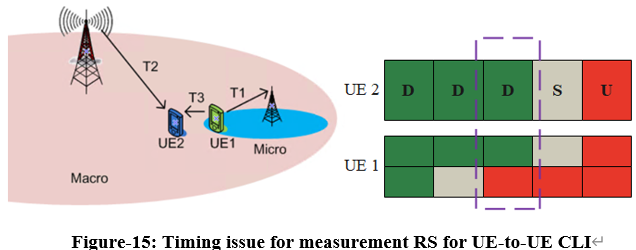 T2
T3
T1
UE2
UE1
Micro
Macro
UE 2
D D D S U
UE 1
Figure-15: Timing issue for measurement RS for UE-to-UE CLI↵